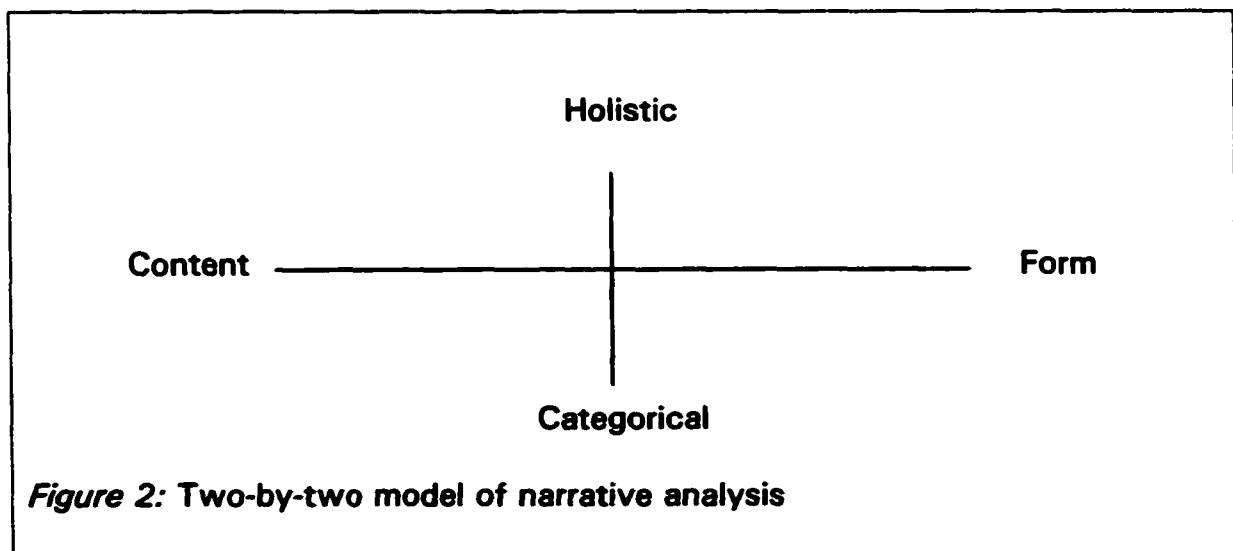 Holistic
Content Form
Categorical
Figure 2: Two-by-two model of narrative analysis